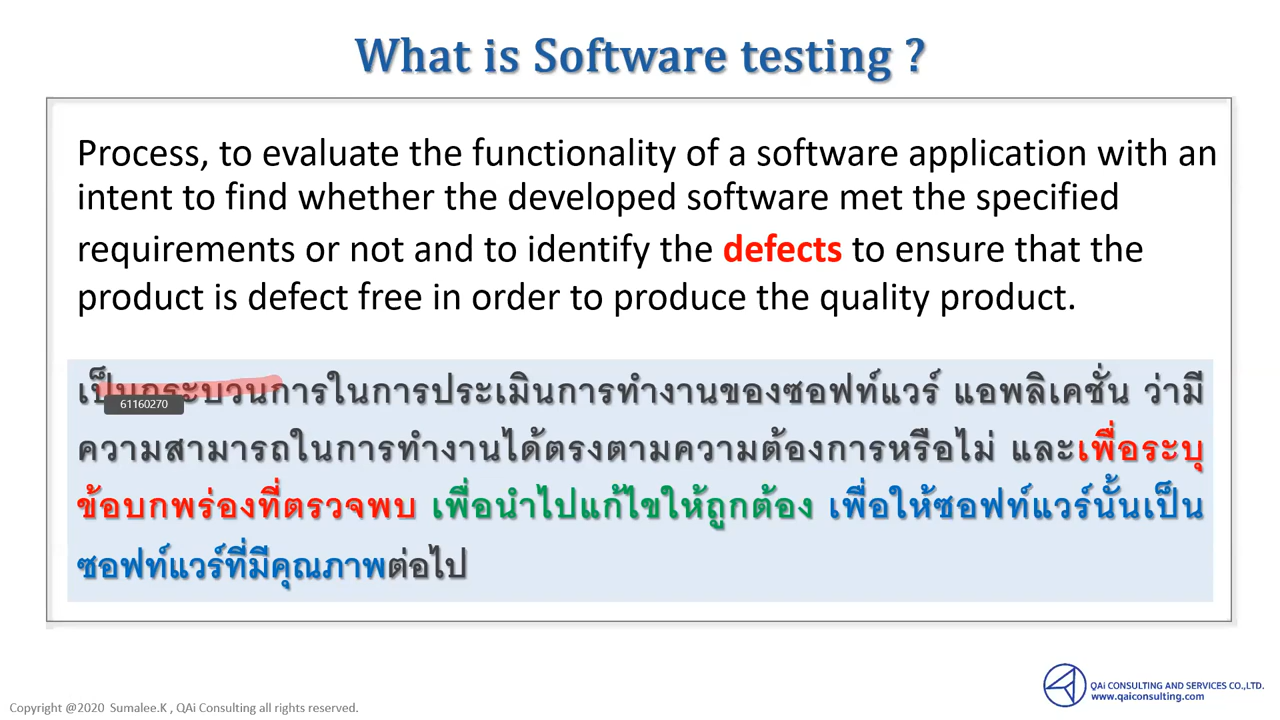 What is Software testing ?
Process, to evaluate the functionality of a software application with an
intent to find whether the developed software met the specified
requirements or not and to identify the defects to ensure that the
product is defect free in order to produce the quality product.
เป็นกระบวนการในการประเมินการทำงานของซอฟท์แวร์ แอพลิเคชั่น ว่ามี
61160270
ความสามารถในการทำงานได้ตรงตามความต้องการหรือไม่ และเพื่อระบุ
ข้อบกพร่องที่ตรวจพบ เพื่อนำไปแก้ไขให้ถูกต้อง เพื่อให้ซอฟท์แวร์นั้นเป็น
ซอฟท์แวร์ที่มีคุณภาพต่อไป
QAi CONSULTING AND SERVICES CO.,LTD.
www.qaiconsulting.com
Copyright @2020 Sumalee.K , QAi Consulting all rights reserved.